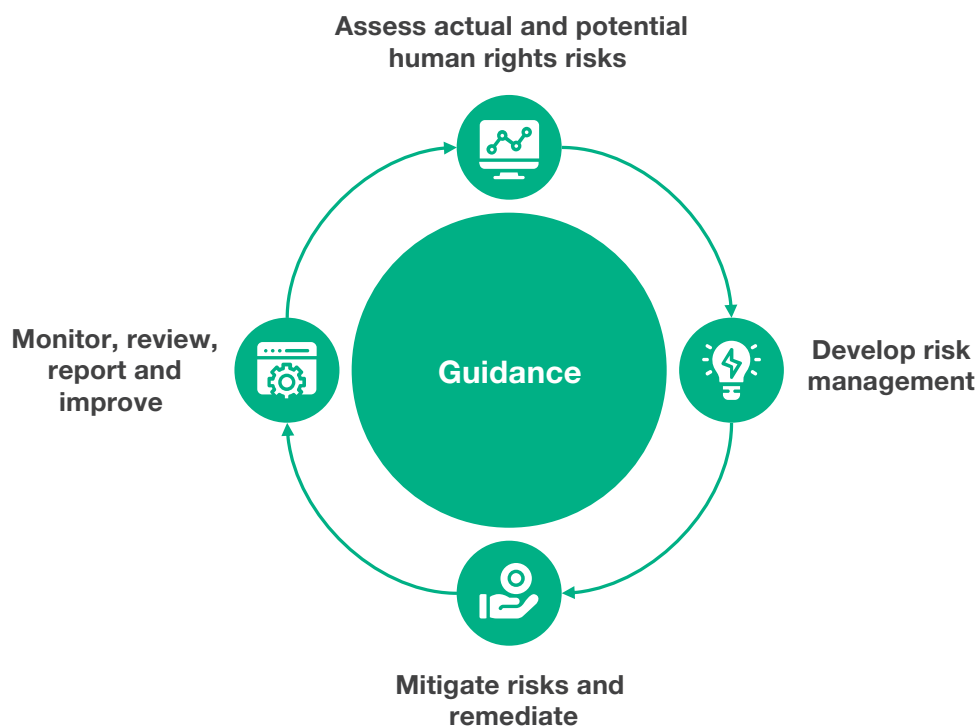 Assess actual and potential
human rights risks
Develop risk
management
Guidance
Monitor, review,
report and
improve
Mitigate risks and
remediate